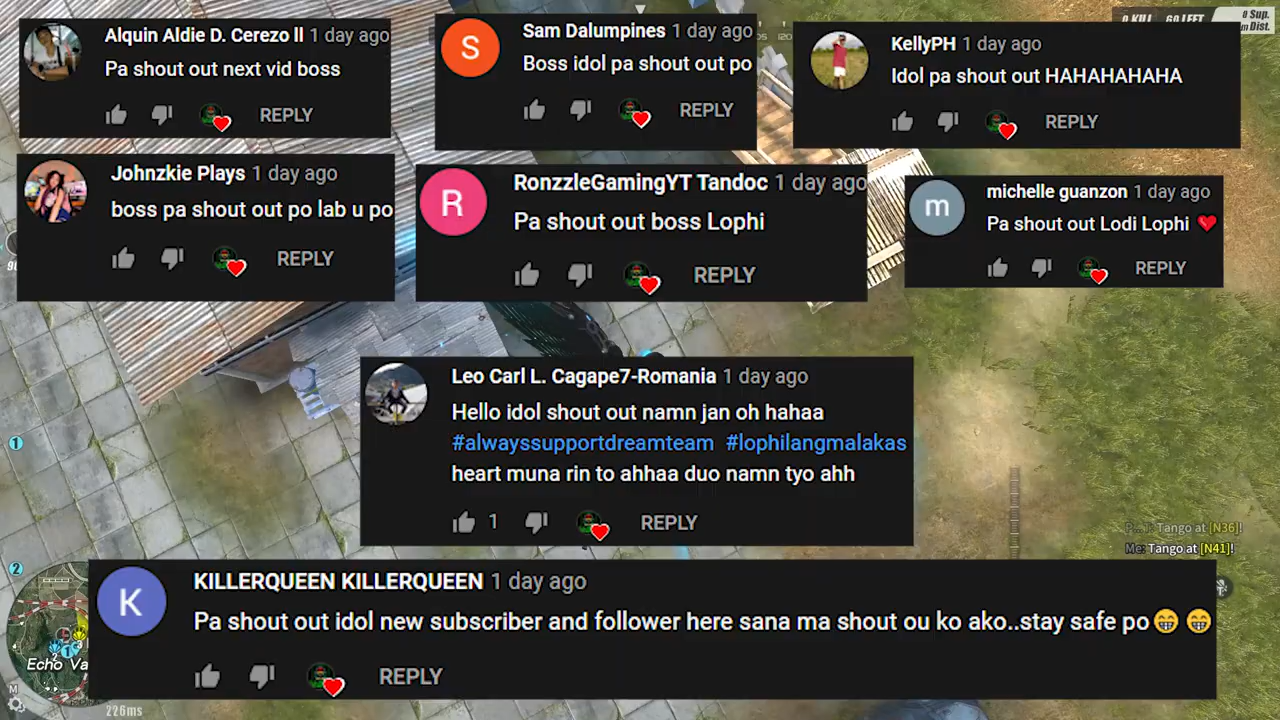 0 KILL 60 LEFT
Alquin Aldie D. Cerezo ll 1 day ago
Pa shout out next vid boss
REPLY
S
Sam Dalumpines 1 day ago
Boss idol pa shout out po
REPLY
KellyPH 1 day ago
Idol pa shout out HAHAHAHAHA
REPLY
Johnzkie Plays 1 day ago
boss pa shout out po lab u po
REPLY
R
RonzzleGamingYT Tandoc 1 day ago
Pa shout out boss Lophi
REPLY
m
michelle guanzon 1 day ago
Pa shout out Lodi Lophi
REPLY
Leo Carl L. Cagape7-Romania 1 day ago
Hello idol shout out namn jan oh hahaa
#alwayssupportdreamteam #lophilangmalakas
heart muna rin to ahhaa duo namn tyo ahh
1
REPLY
1
Tango at [N36]!
Me: Tango at [N41]!
2
K
KILLERQUEEN KILLERQUEEN 1 day ago
Pa shout out idol new subscriber and follower here sana ma shout ou ko ako..stay safe po
REPLY
Echo Va
M
226ms